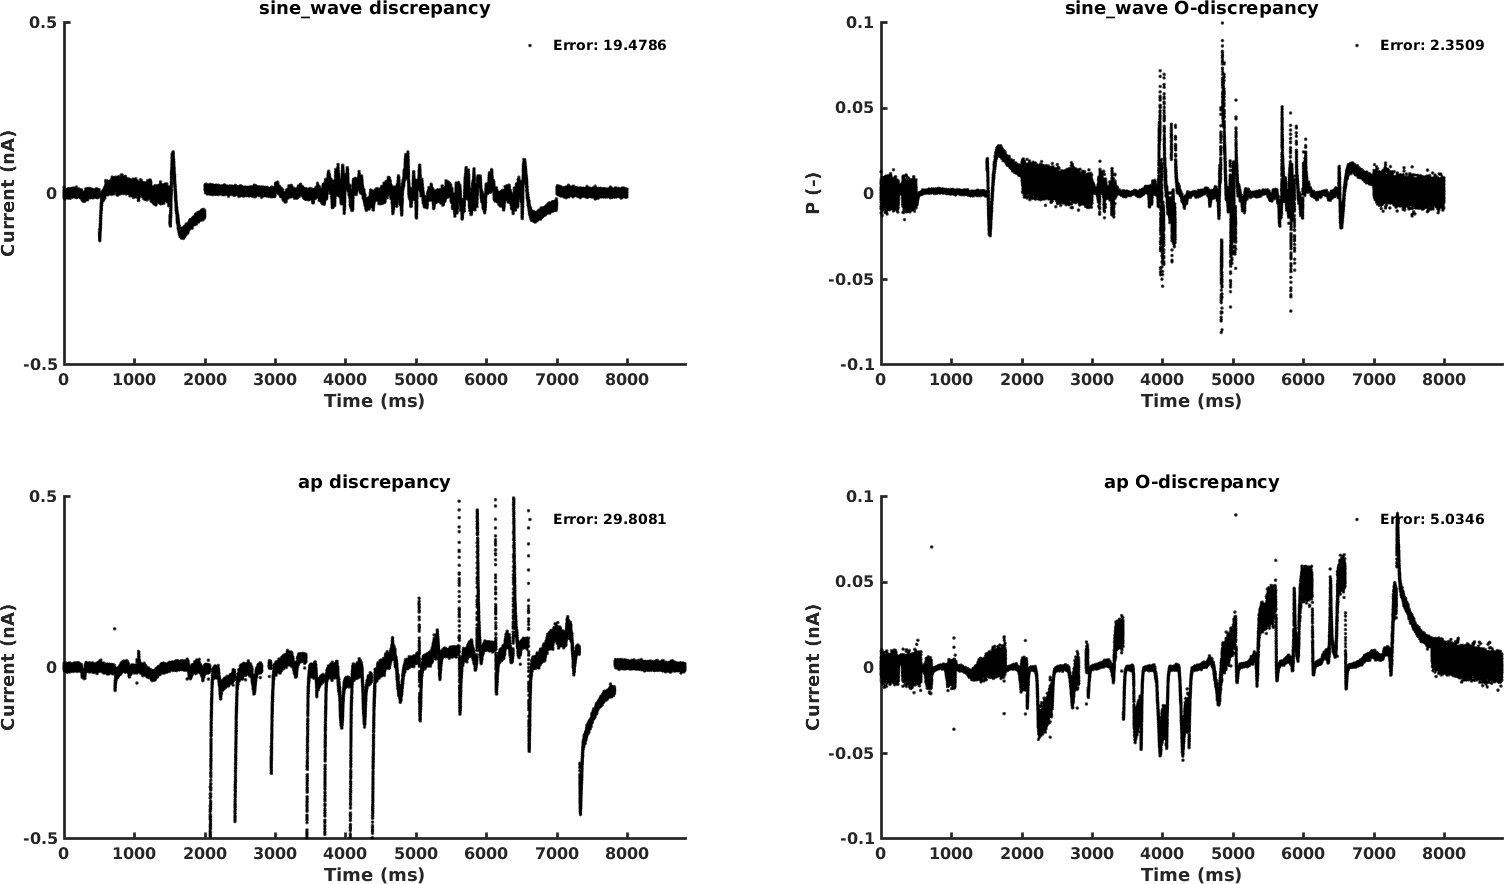 sine_wave discrepancy
0.5
0
-0.5
Current (nA)
Error: 19.4786
0 1000 2000 3000 4000 5000 6000 7000 8000
Time (ms)
sine_wave O-discrepancy
0.1
0.05
0
-0.05
-0.1
P (-)
Error: 2.3509
0 1000 2000 3000 4000 5000 6000 7000 8000
Time (ms)
ap discrepancy
0.5
0
-0.5
Current (nA)
Error: 29.8081
0 1000 2000 3000 4000 5000 6000 7000 8000
Time (ms)
ap O-discrepancy
0.1
0.05
0
-0.05
-0.1
Current (nA)
Error: 5.0346
0 1000 2000 3000 4000 5000 6000 7000 8000
Time (ms)